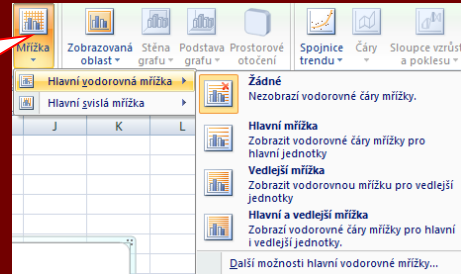 Mřížka
Zobrazovaná oblast
Stěna grafu
Podstava grafu
Prostorové otočení
Spojnice trendu
Čáry
Sloupce vzrůst
a poklesu
Hlavní vodorovná mřížka
Hlavní svislá mřížka
J K L
Žádné
Nezobrazí vodorovné čáry mřížky.
Hlavní mřížka
Zobrazit vodorovné čáry mřížky pro
hlavní jednotky
Vedlejší mřížka
Zobrazit vodorovnou mřížku pro vedlejší
jednotky
Hlavní a vedlejší mřížka
Zobrazí vodorovné čáry mřížky pro hlavní
i vedlejší jednotky.
Další možnosti hlavní vodorovné mřížky...